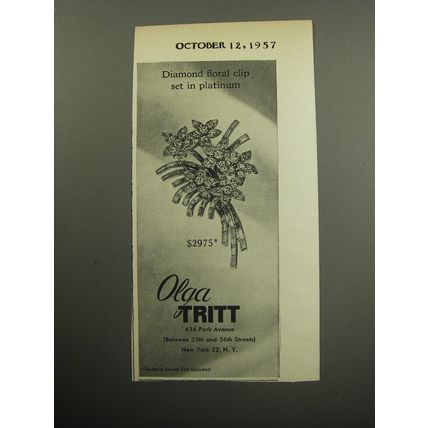 OCTOBER 12, 1957
Diamond floral clip
set in platinum
$2975*
Olga
TRITT
424 Park Avenue
(Between 55th and 56th Streets)
New York 22, N. Y.
*Federal Excise Tax Included